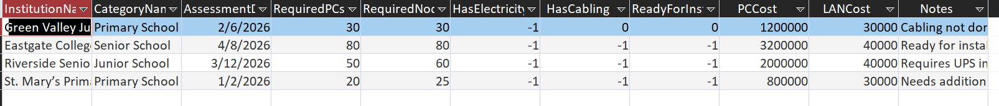 InstitutionNa CategoryNan AssessmentD RequiredPCs RequiredNod HasElectricity HasCabling ReadyForInst PCCost LANCost Notes
Green Valley Ju Primary School 2/6/2026 30 30 -1 0 0 1200000 30000 Cabling not dor
Eastgate Colleg Senior School 4/8/2026 80 80 -1 -1 -1 3200000 40000 Ready for insta
Riverside Senio Junior School 3/12/2026 50 60 -1 -1 -1 2000000 40000 Requires UPS in
St. Mary’s Prima Primary School 1/2/2026 20 25 -1 -1 -1 800000 30000 Needs addition